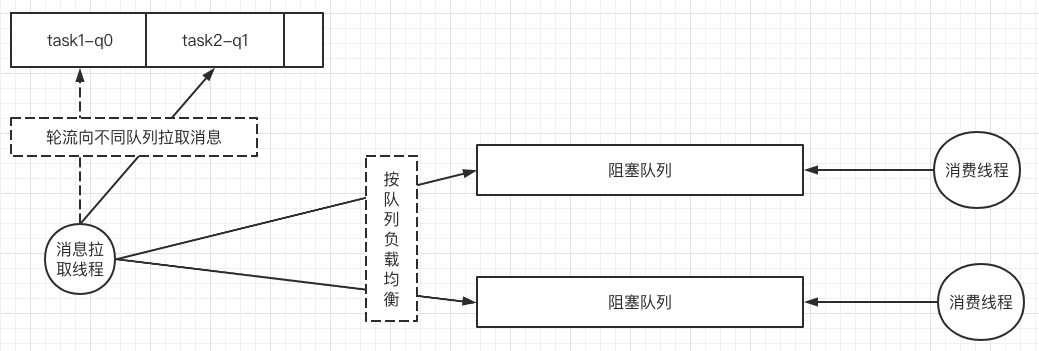 task1-q0
task2-q1
轮流向不同队列拉取消息
消息拉
取线程
按
队
列
负
载
均
衡
阻塞队列
消费线程
阻塞队列
消费线程